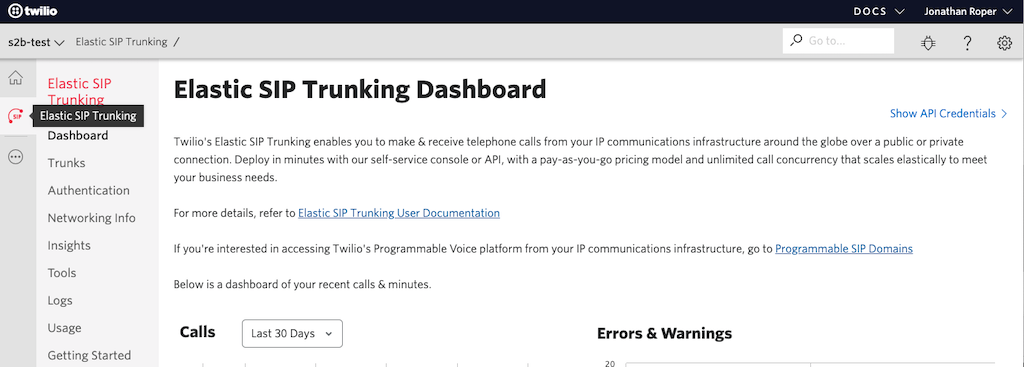 twilio
DOCS
Jonathan Roper
s2b-test
Elastic SIP Trunking /
Go to...
?
Elastic SIP
Trunking
SIP
Elastic SIP Trunking
Dashboard
Trunks
Authentication
Networking Info
Insights
Tools
Logs
Usage
Getting Started
Elastic SIP Trunking Dashboard
Show API Credentials
Twilio's Elastic SIP Trunking enables you to make & receive telephone calls from your IP communications infrastructure around the globe over a public or private
connection. Deploy in minutes with our self-service console or API, with a pay-as-you-go pricing model and unlimited call concurrency that scales elastically to meet
your business needs.
For more details, refer to Elastic SIP Trunking User Documentation
If you're interested in accessing Twilio's Programmable Voice platform from your IP communications infrastructure, go to Programmable SIP Domains
Below is a dashboard of your recent calls & minutes.
Calls
Last 30 Days
Errors & Warnings
20